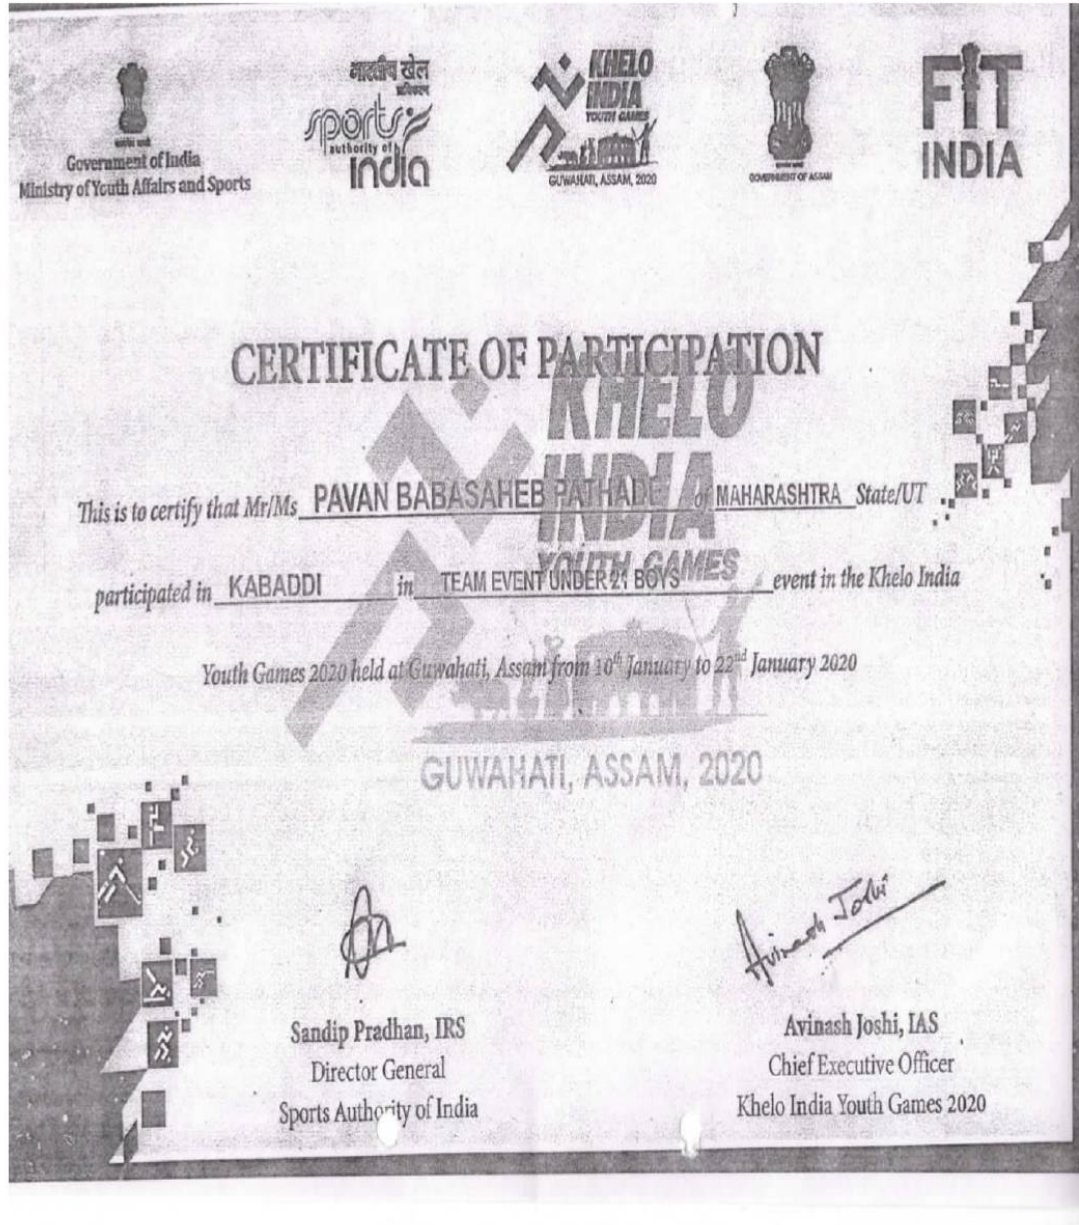 Government of India
Ministry of Youth Affairs and Sports
भारतीय खेल
प्राधिकरण
sports
authority of
india
KHELO
INDIA
YOUTH GAMES
GUWAHATI, ASSAM, 2020
GOVERNMENT OF ASSAM
FIT
INDIA
CERTIFICATE OF PARTICIPATION
KHELO
INDIA
YOUTH GAMES
This is to certify that Mr/Ms PAVAN BABASAHEB PATHADE of MAHARASHTRA State/UT
participated in KABADDI in TEAM EVENT UNDER 21 BOYS event in the Khelo India
Youth Games 2020 held at Guwahati, Assam from 10th January to 22nd January 2020
GUWAHATI, ASSAM, 2020
Avinash Joshi
Sandip Pradhan, IRS
Director General
Sports Authority of India
Avinash Joshi, IAS
Chief Executive Officer
Khelo India Youth Games 2020